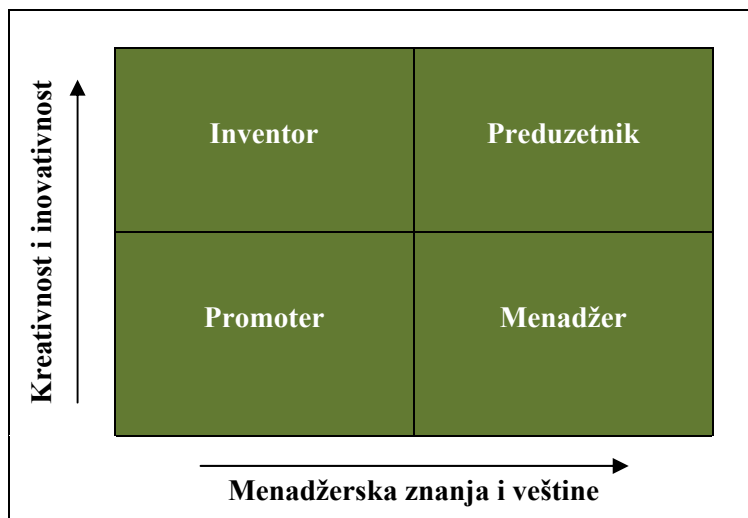 Kreativnost i inovativnost
Inventor
Preduzetnik
Promoter
Menadžer
Menadžerska znanja i veštine